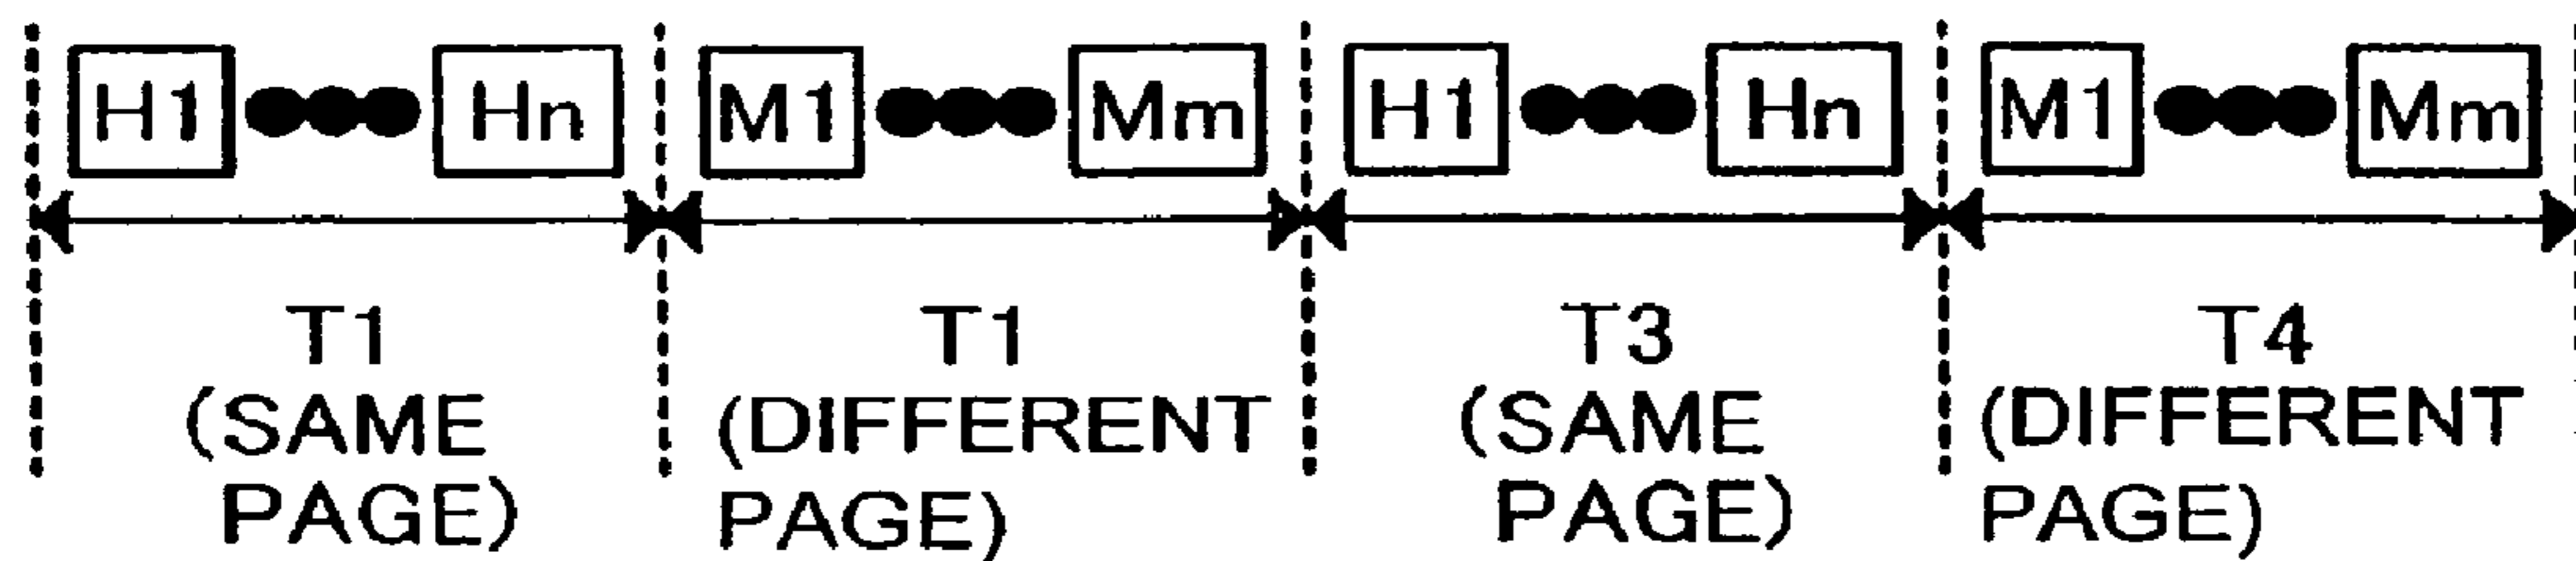 H1 ●●● Hn M1 ●●● Mm H1 ●●● Hn M1 ●●● Mm
T1 T1 T3 T4
(SAME (DIFFERENT (SAME (DIFFERENT
PAGE) PAGE) PAGE) PAGE)